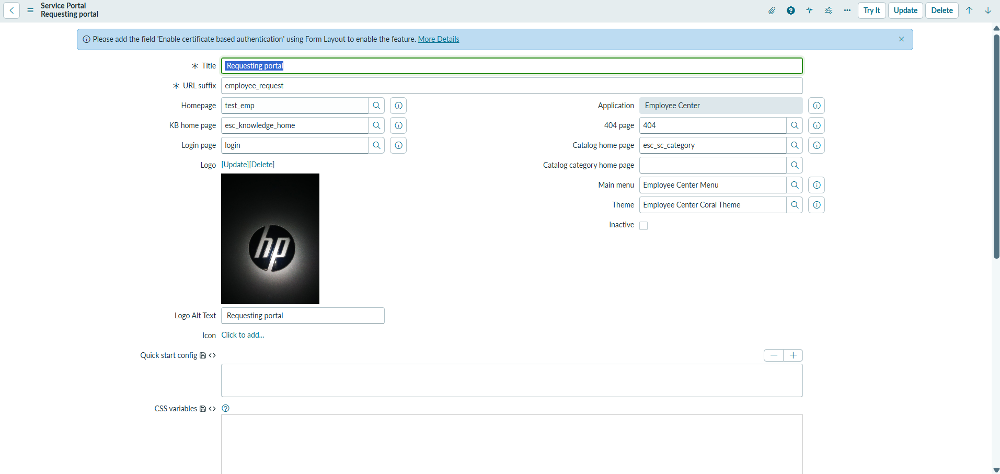 Service Portal
Requesting portal
Try It
Update
Delete
Please add the field 'Enable certificate based authentication' using Form Layout to enable the feature. More Details
Title
Requesting portal
URL suffix
employee_request
Homepage
test_emp
Application
Employee Center
KB home page
esc_knowledge_home
404 page
404
Login page
login
Catalog home page
esc_sc_category
Logo
[Update][Delete]
Catalog category home page
Main menu
Employee Center Menu
Theme
Employee Center Coral Theme
Inactive
hp
Logo Alt Text
Requesting portal
Icon
Click to add...
Quick start config
CSS variables